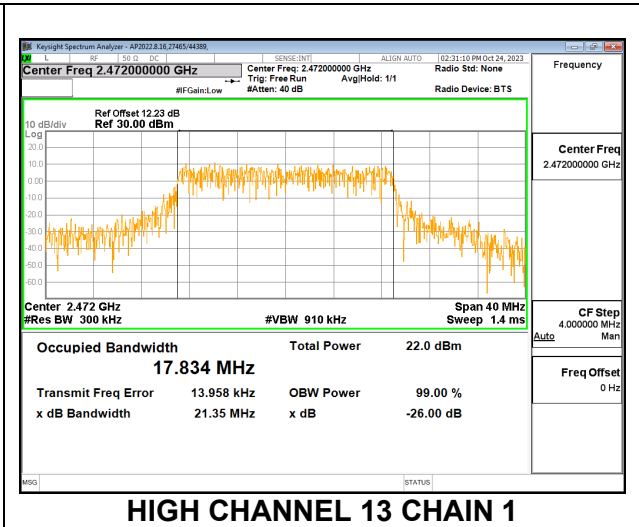 Keysight Spectrum Analyzer - AP2022.8.16,27465/44389,
L RF 50 Ω DC SENSE:INT ALIGN AUTO 02:31:10 PM Oct 24, 2023
Center Freq 2.472000000 GHz
Center Freq: 2.472000000 GHz
Radio Std: None
Trig: Free Run Avg|Hold: 1/1
#IFGain:Low #Atten: 40 dB Radio Device: BTS
Frequency
Ref Offset 12.23 dB
10 dB/div Ref 30.00 dBm
Log
20.0
10.0
0.00
-10.0
-20.0
-30.0
-40.0
-50.0
-60.0
Center Freq
2.472000000 GHz
Center 2.472 GHz Span 40 MHz
#Res BW 300 kHz #VBW 910 kHz Sweep 1.4 ms
CF Step
4.000000 MHz
Auto Man
Occupied Bandwidth Total Power 22.0 dBm
17.834 MHz
Freq Offset
0 Hz
Transmit Freq Error 13.958 kHz OBW Power 99.00 %
x dB Bandwidth 21.35 MHz x dB -26.00 dB
MSG STATUS
HIGH CHANNEL 13 CHAIN 1